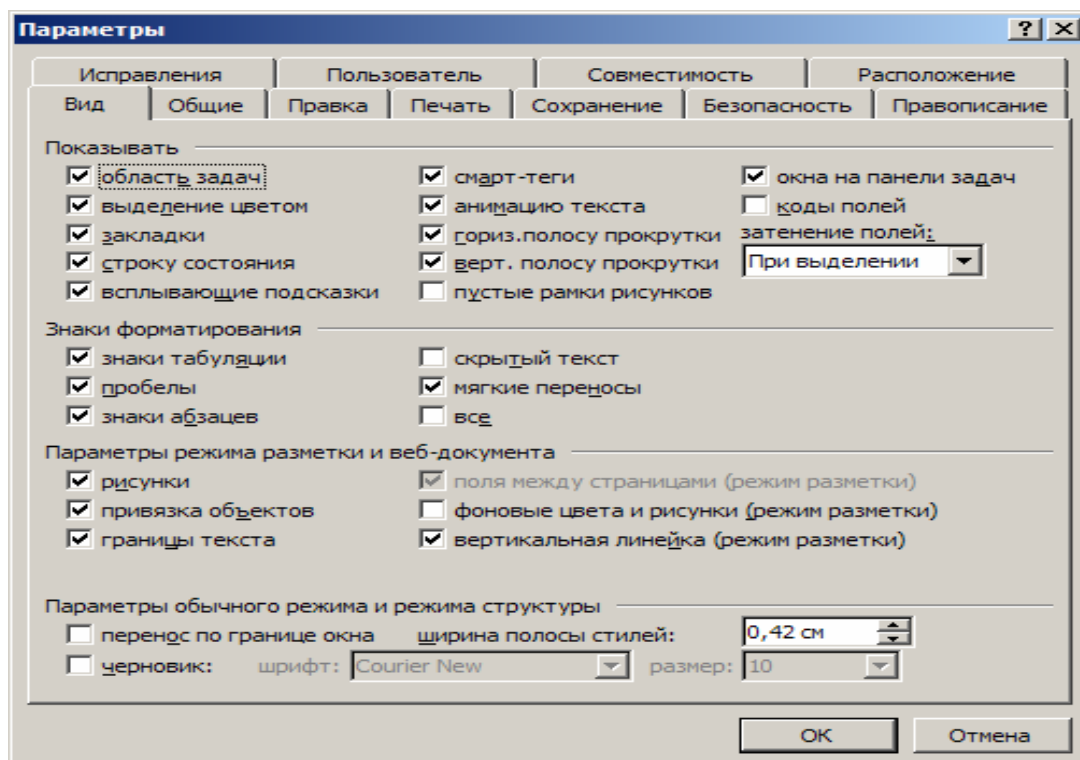 Параметры
Исправления Пользователь Совместимость Расположение
Вид Общие Правка Печать Сохранение Безопасность Правописание
Показывать
область задач смарт-теги окна на панели задач
выделение цветом анимацию текста коды полей
закладки гориз.полосу прокрутки затенение полей:
строку состояния верт. полосу прокрутки При выделении
всплывающие подсказки пустые рамки рисунков
Знаки форматирования
знаки табуляции скрытый текст
пробелы мягкие переносы
знаки абзацев все
Параметры режима разметки и веб-документа
рисунки поля между страницами (режим разметки)
привязка объектов фоновые цвета и рисунки (режим разметки)
границы текста вертикальная линейка (режим разметки)
Параметры обычного режима и режима структуры
перенос по границе окна ширина полосы стилей: 0,42 см
черновик: шрифт: Courier New размер: 10
ОК Отмена